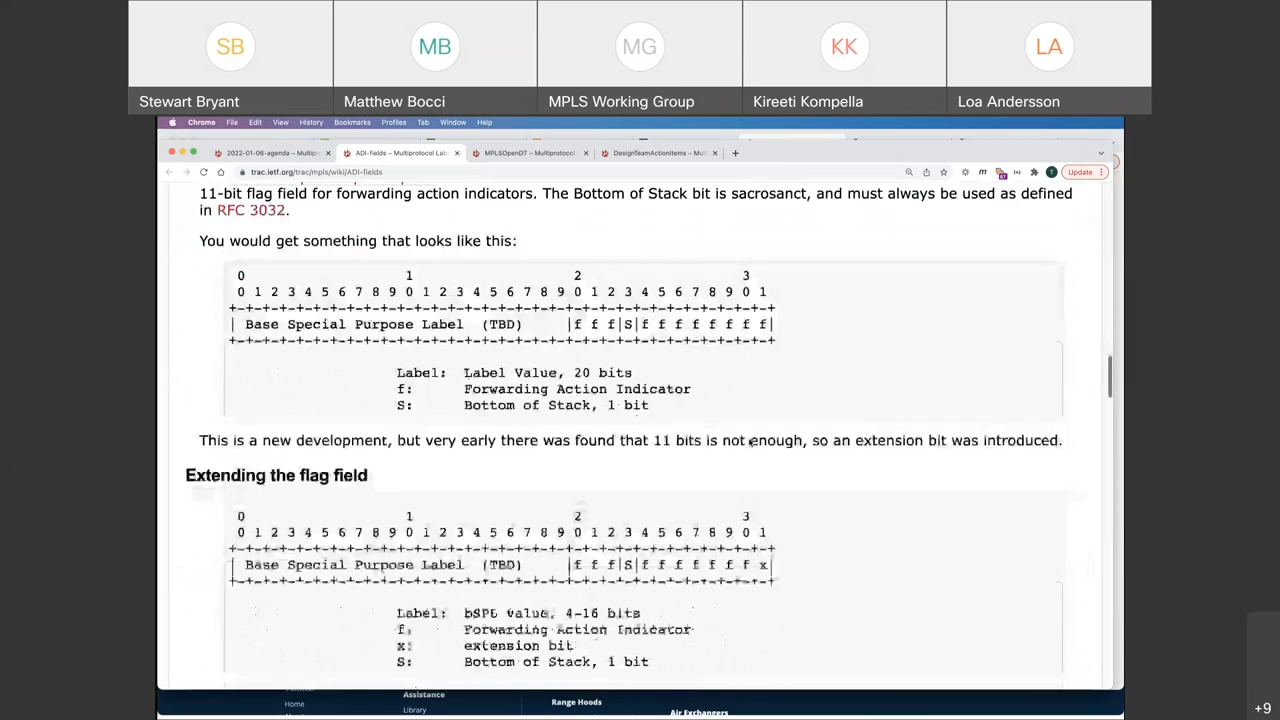 SB MB MG KK LA
Stewart Bryant Matthew Bocci MPLS Working Group Kireeti Kompella Loa Andersson
Chrome File Edit View History Bookmarks Profiles Tab Window Help
2022-01-06-agenda – Multipro ADI-fields – Multiprotocol Lab MPLSOpenDT – Multiprotocol DesignTeamActionItems – Mult
trac.ietf.org/trac/mpls/wiki/ADI-fields Update
11-bit flag field for forwarding action indicators. The Bottom of Stack bit is sacrosanct, and must always be used as defined
in RFC 3032.
You would get something that looks like this:
0 1 2 3
0 1 2 3 4 5 6 7 8 9 0 1 2 3 4 5 6 7 8 9 0 1 2 3 4 5 6 7 8 9 0 1
+-+-+-+-+-+-+-+-+-+-+-+-+-+-+-+-+-+-+-+-+-+-+-+-+-+-+-+-+-+-+-+-+
| Base Special Purpose Label (TBD) |f f f|S|f f f f f f f f|
+-+-+-+-+-+-+-+-+-+-+-+-+-+-+-+-+-+-+-+-+-+-+-+-+-+-+-+-+-+-+-+-+
Label: Label Value, 20 bits
f: Forwarding Action Indicator
S: Bottom of Stack, 1 bit
This is a new development, but very early there was found that 11 bits is not enough, so an extension bit was introduced.
Extending the flag field
0 1 2 3
0 1 2 3 4 5 6 7 8 9 0 1 2 3 4 5 6 7 8 9 0 1 2 3 4 5 6 7 8 9 0 1
+-+-+-+-+-+-+-+-+-+-+-+-+-+-+-+-+-+-+-+-+-+-+-+-+-+-+-+-+-+-+-+-+
| Base Special Purpose Label (TBD) |f f f|S|f f f f f f f x|
+-+-+-+-+-+-+-+-+-+-+-+-+-+-+-+-+-+-+-+-+-+-+-+-+-+-+-+-+-+-+-+-+
Label: bSPL value, 4-16 bits
f: Forwarding Action Indicator
x: extension bit
S: Bottom of Stack, 1 bit
Assistance
Home
Library
Range Hoods
Air Exchangers
+9